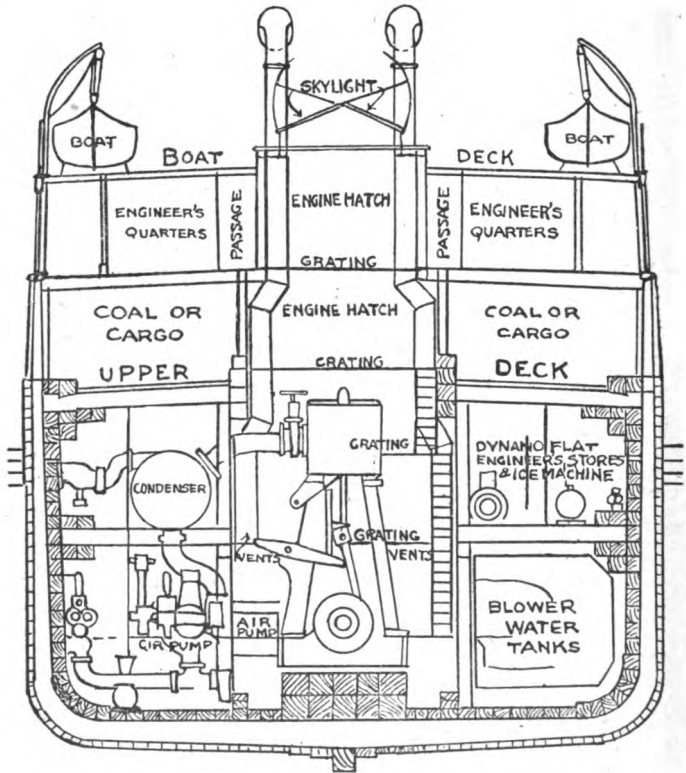 SKYLIGHT
BOAT
BOAT
BOAT DECK
ENGINEER'S
QUARTERS
PASSAGE
ENGINE HATCH
PASSAGE
ENGINEER'S
QUARTERS
GRATING
COAL OR
CARGO
ENGINE HATCH
COAL OR
CARGO
GRATING
UPPER DECK
GRATING
DYNAMO FLAT
ENGINEER'S STORES
& ICE MACHINE
CONDENSER
GRATING
VENTS
VENTS
AIR
PUMP
CIR PUMP
BLOWER
WATER
TANKS